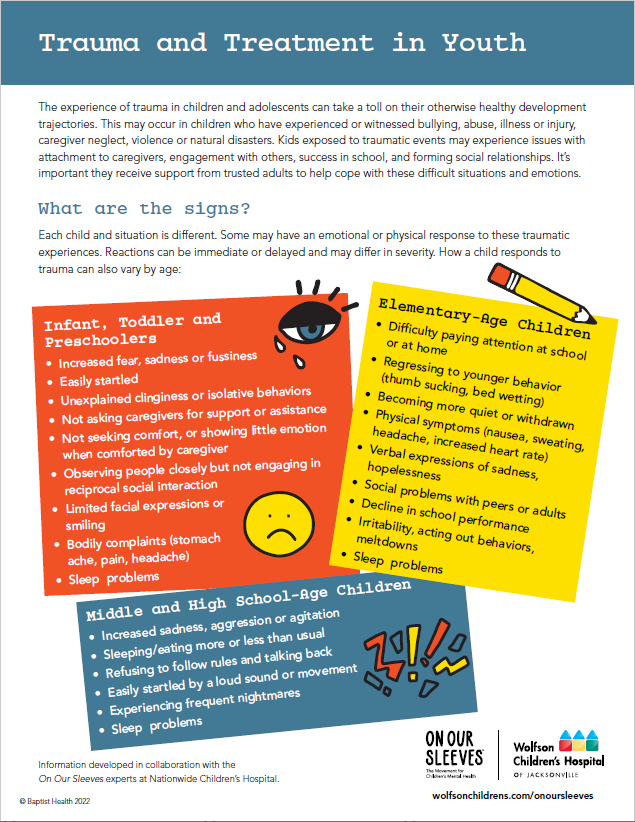 Trauma and Treatment in Youth
The experience of trauma in children and adolescents can take a toll on their otherwise healthy development
trajectories. This may occur in children who have experienced or witnessed bullying, abuse, illness or injury,
caregiver neglect, violence or natural disasters. Kids exposed to traumatic events may experience issues with
attachment to caregivers, engagement with others, success in school, and forming social relationships. It's
important they receive support from trusted adults to help cope with these difficult situations and emotions.
What are the signs?
Each child and situation is different. Some may have an emotional or physical response to these traumatic
experiences. Reactions can be immediate or delayed and may differ in severity. How a child responds to
trauma can also vary by age:
Infant, Toddler and
Preschoolers
• Increased fear, sadness or fussiness
• Easily startled
• Unexplained clinginess or isolative behaviors
• Not asking caregivers for support or assistance
• Not seeking comfort, or showing little emotion
when comforted by caregiver
• Observing people closely but not engaging in
reciprocal social interaction
• Limited facial expressions or
smiling
• Bodily complaints (stomach
ache, pain, headache)
• Sleep problems
Elementary-Age Children
• Difficulty paying attention at school
or at home
• Regressing to younger behavior
(thumb sucking, bed wetting)
• Becoming more quiet or withdrawn
• Physical symptoms (nausea, sweating,
headache, increased heart rate)
• Verbal expressions of sadness,
hopelessness
• Social problems with peers or adults
• Decline in school performance
• Irritability, acting out behaviors,
meltdowns
• Sleep problems
Middle and High School-Age Children
• Increased sadness, aggression or agitation
• Sleeping/eating more or less than usual
• Refusing to follow rules and talking back
• Easily startled by a loud sound or movement
• Experiencing frequent nightmares
• Sleep problems
Information developed in collaboration with the
On Our Sleeves experts at Nationwide Children's Hospital.
© Baptist Health 2022
ON OUR
SLEEVES
The Movement for
Children's Mental Health
Wolfson
Children's Hospital
OF JACKSONVILLE
wolfsonchildrens.com/onoursleeves